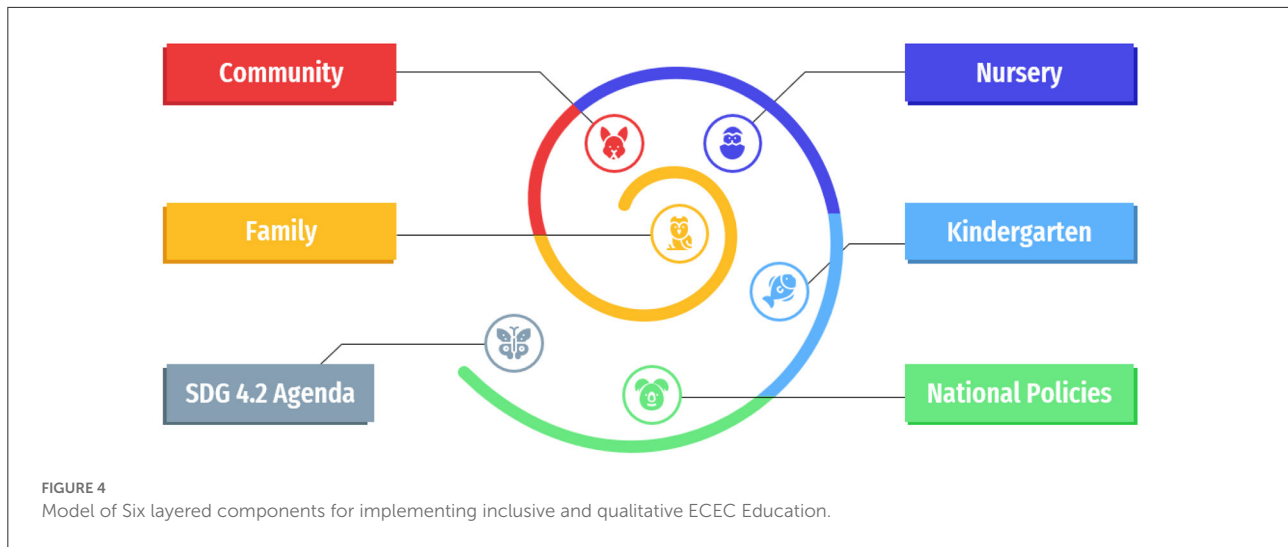 Community
Nursery
Family
Kindergarten
SDG 4.2 Agenda
National Policies
FIGURE 4
Model of Six layered components for implementing inclusive and qualitative ECEC Education.